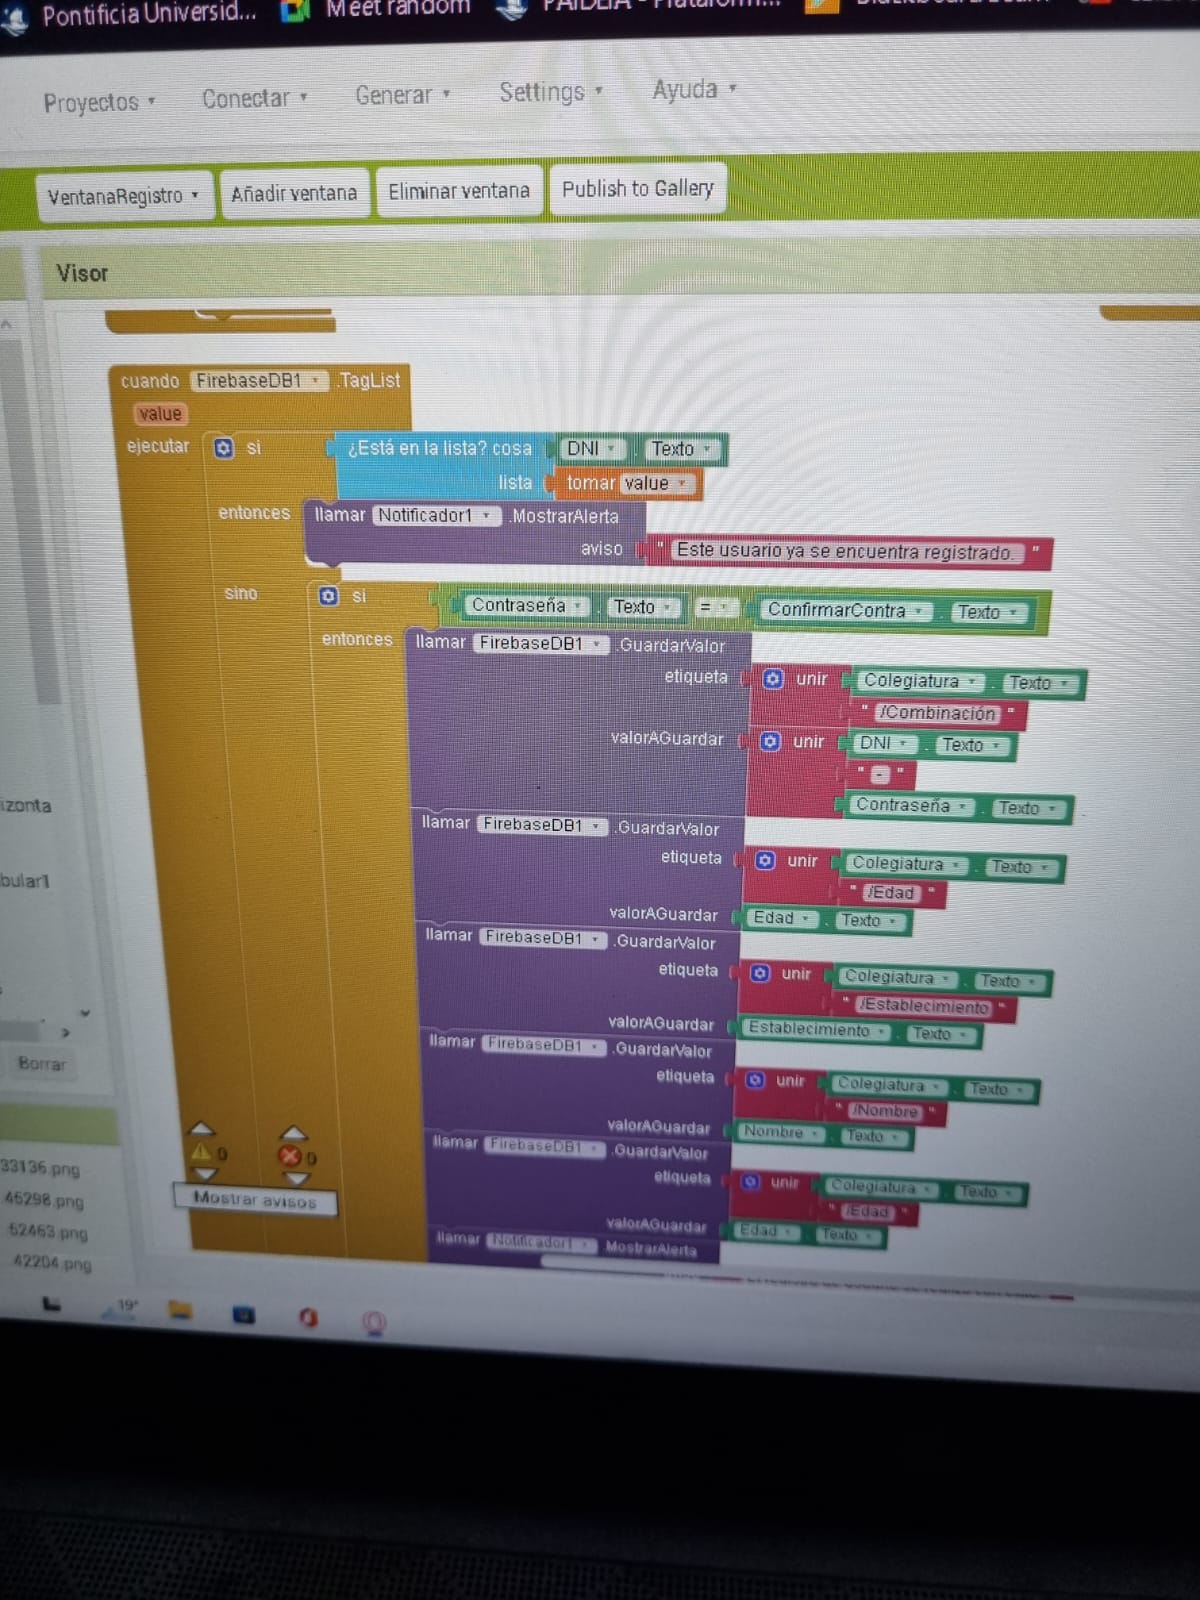 Pontificia Universid...
Meet random
Proyectos Conectar Generar Settings Ayuda
VentanaRegistro Añadir ventana Eliminar ventana Publish to Gallery
Visor
cuando FirebaseDB1 .TagList
value
ejecutar si ¿Está en la lista? cosa DNI . Texto
lista tomar value
entonces llamar Notificador1 .MostrarAlerta
aviso " Este usuario ya se encuentra registrado. "
sino si Contraseña . Texto = ConfirmarContra . Texto
entonces llamar FirebaseDB1 .GuardarValor
etiqueta unir Colegiatura . Texto
" /Combinación "
valorAGuardar unir DNI . Texto
" - "
Contraseña . Texto
llamar FirebaseDB1 .GuardarValor
etiqueta unir Colegiatura . Texto
" /Edad "
valorAGuardar Edad . Texto
llamar FirebaseDB1 .GuardarValor
etiqueta unir Colegiatura . Texto
" /Establecimiento "
valorAGuardar Establecimiento . Texto
llamar FirebaseDB1 .GuardarValor
etiqueta unir Colegiatura . Texto
" /Nombre "
valorAGuardar Nombre . Texto
llamar FirebaseDB1 .GuardarValor
etiqueta unir Colegiatura . Texto
" /Edad "
valorAGuardar Edad . Texto
llamar Notificador1 .MostrarAlerta
izonta
bular1
Borrar
0 0
Mostrar avisos
33136.png
46298.png
62463.png
42204.png
19°